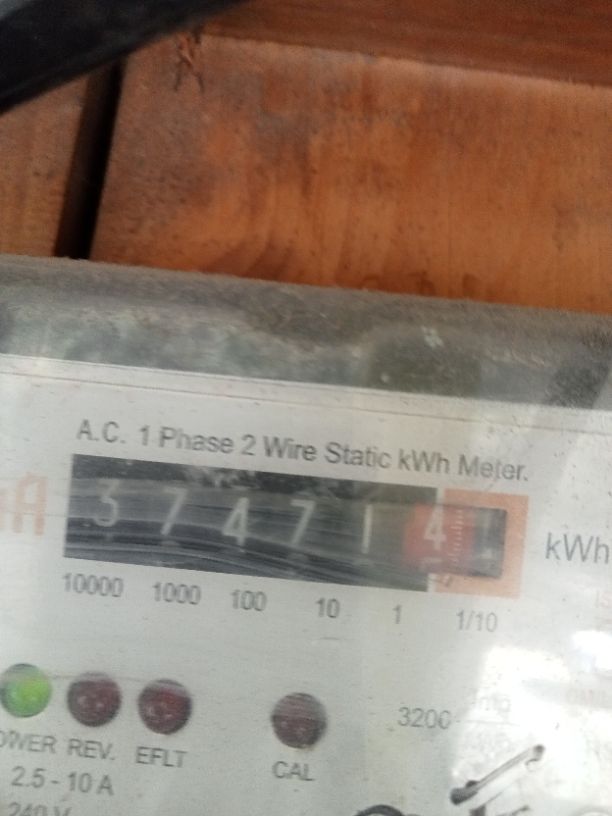 A.C. 1 Phase 2 Wire Static kWh Meter.
3 7 4 7 1 4
kWh
10000 1000 100 10 1 1/10
3200
REV. EFLT
CAL
2.5 - 10 A
240 V